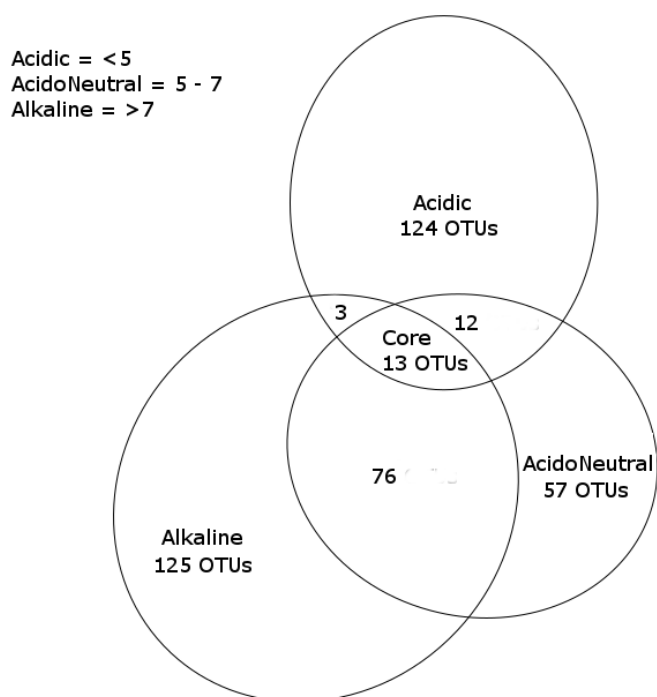 Acidic = <5
AcidoNeutral = 5 - 7
Alkaline = >7
Acidic
124 OTUs
3
12
Core
13 OTUs
76
AcidoNeutral
57 OTUs
Alkaline
125 OTUs